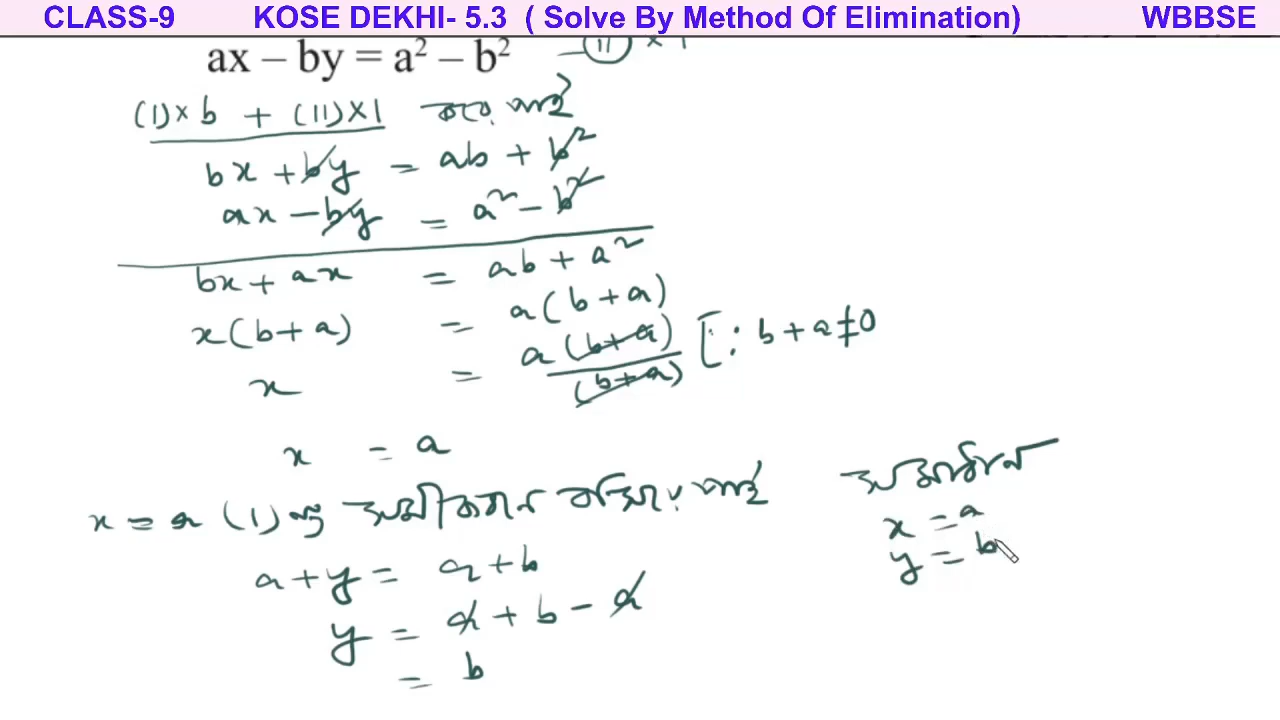 CLASS-9 KOSE DEKHI- 5.3 ( Solve By Method Of Elimination) WBBSE
ax – by = a² – b² —(II) × 1
(I)×b + (II)×1 করে পাই
bx + by = ab + b²
ax – by = a² – b²
bx + ax = ab + a²
x(b+a) = a(b+a)
x = a(b+a)/(b+a) [∵ b+a≠0
x = a
x = a (I) নং সমীকরণে বসিয়ে পাই
a + y = a + b
y = a + b – a
= b
সমাধান
x = a
y = b